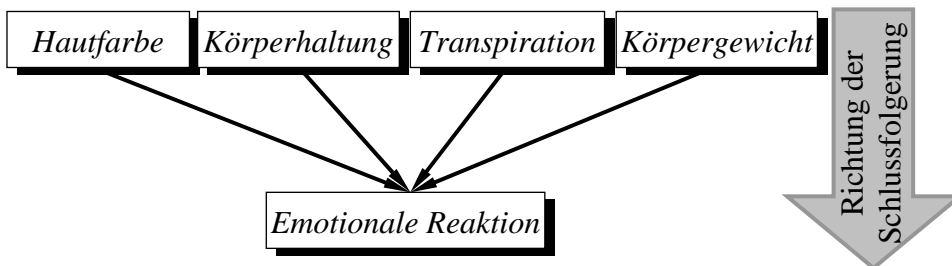 Hautfarbe
Körperhaltung
Transpiration
Körpergewicht
Emotionale Reaktion
Richtung der
Schlussfolgerung